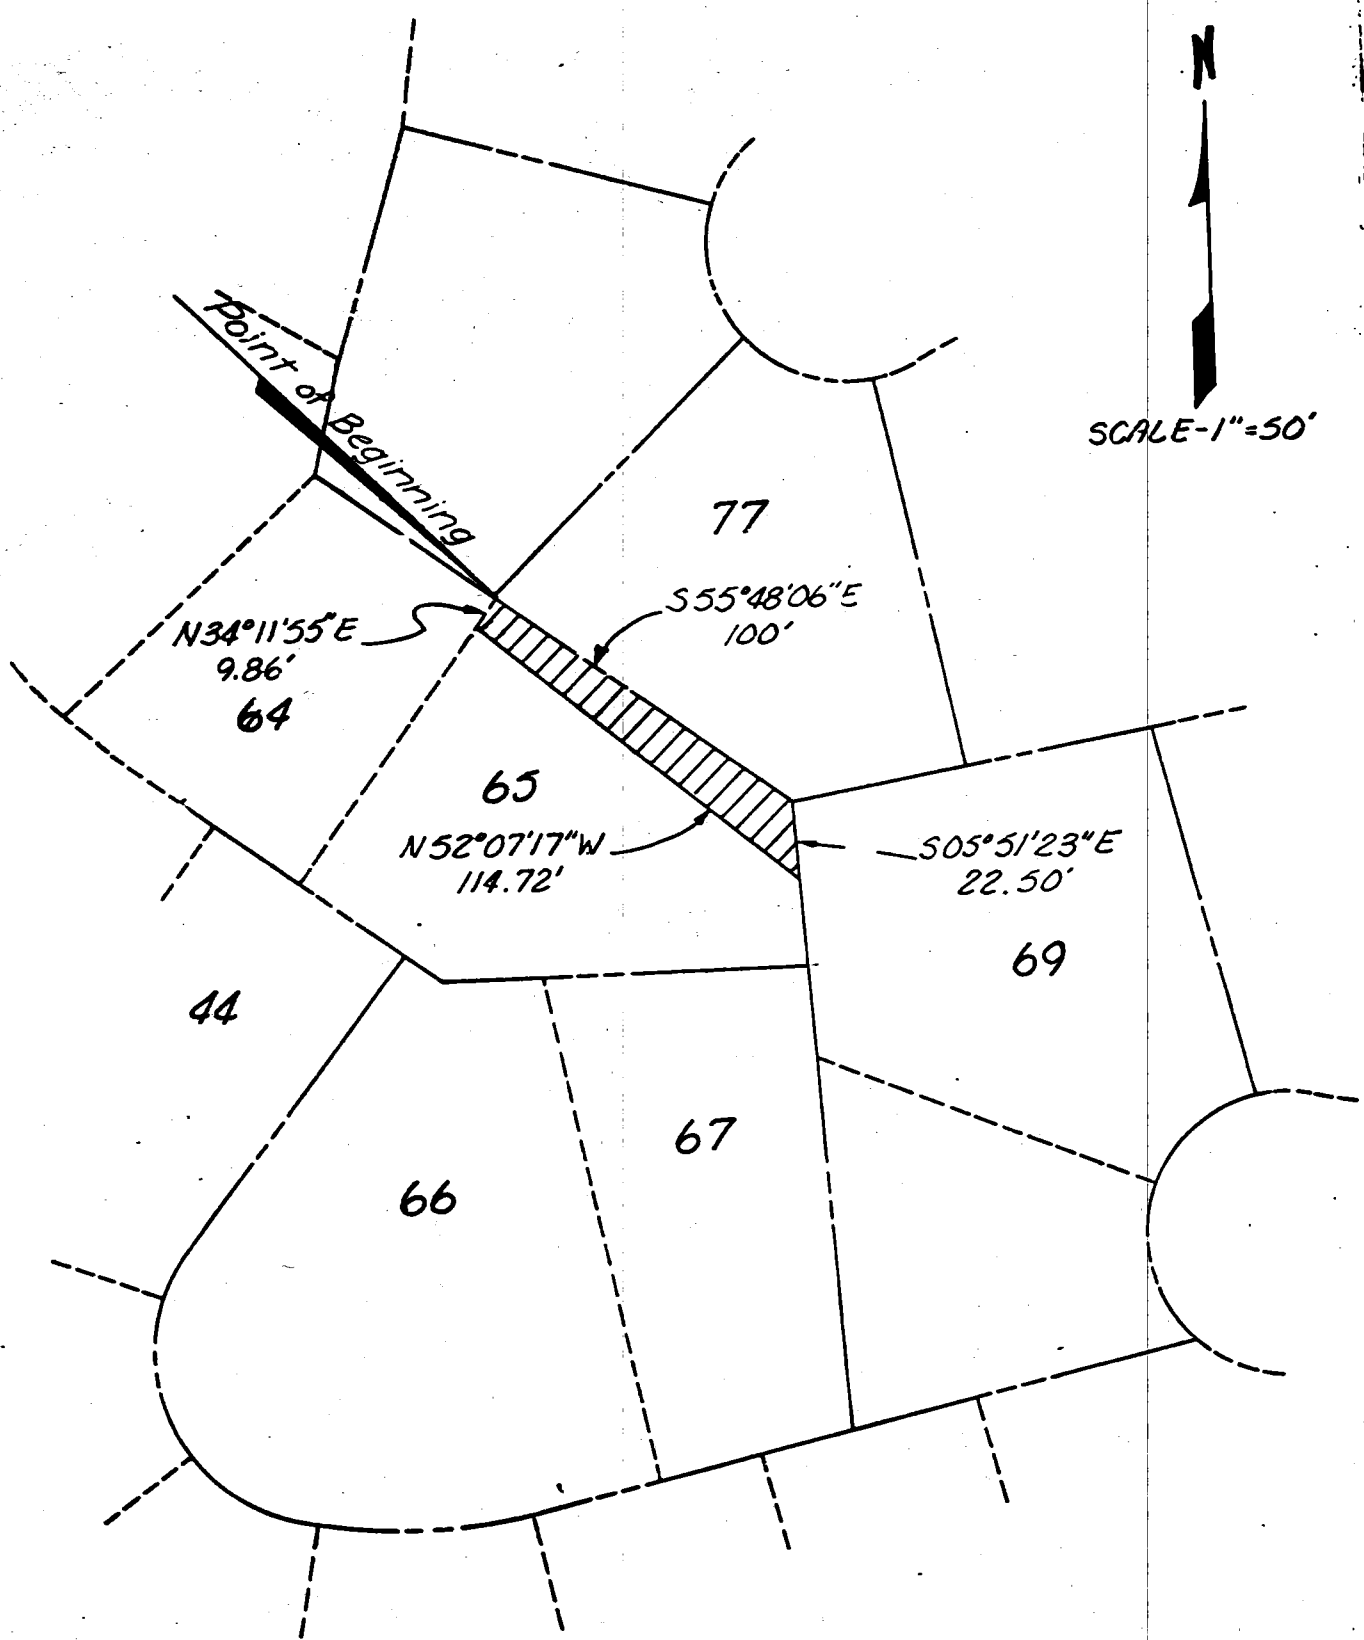 N
SCALE-1"=50'
Point of Beginning
77
S55°48'06"E
100'
N34°11'55"E
9.86'
64
65
N52°07'17"W
114.72'
S05°51'23"E
22.50'
69
44
67
66